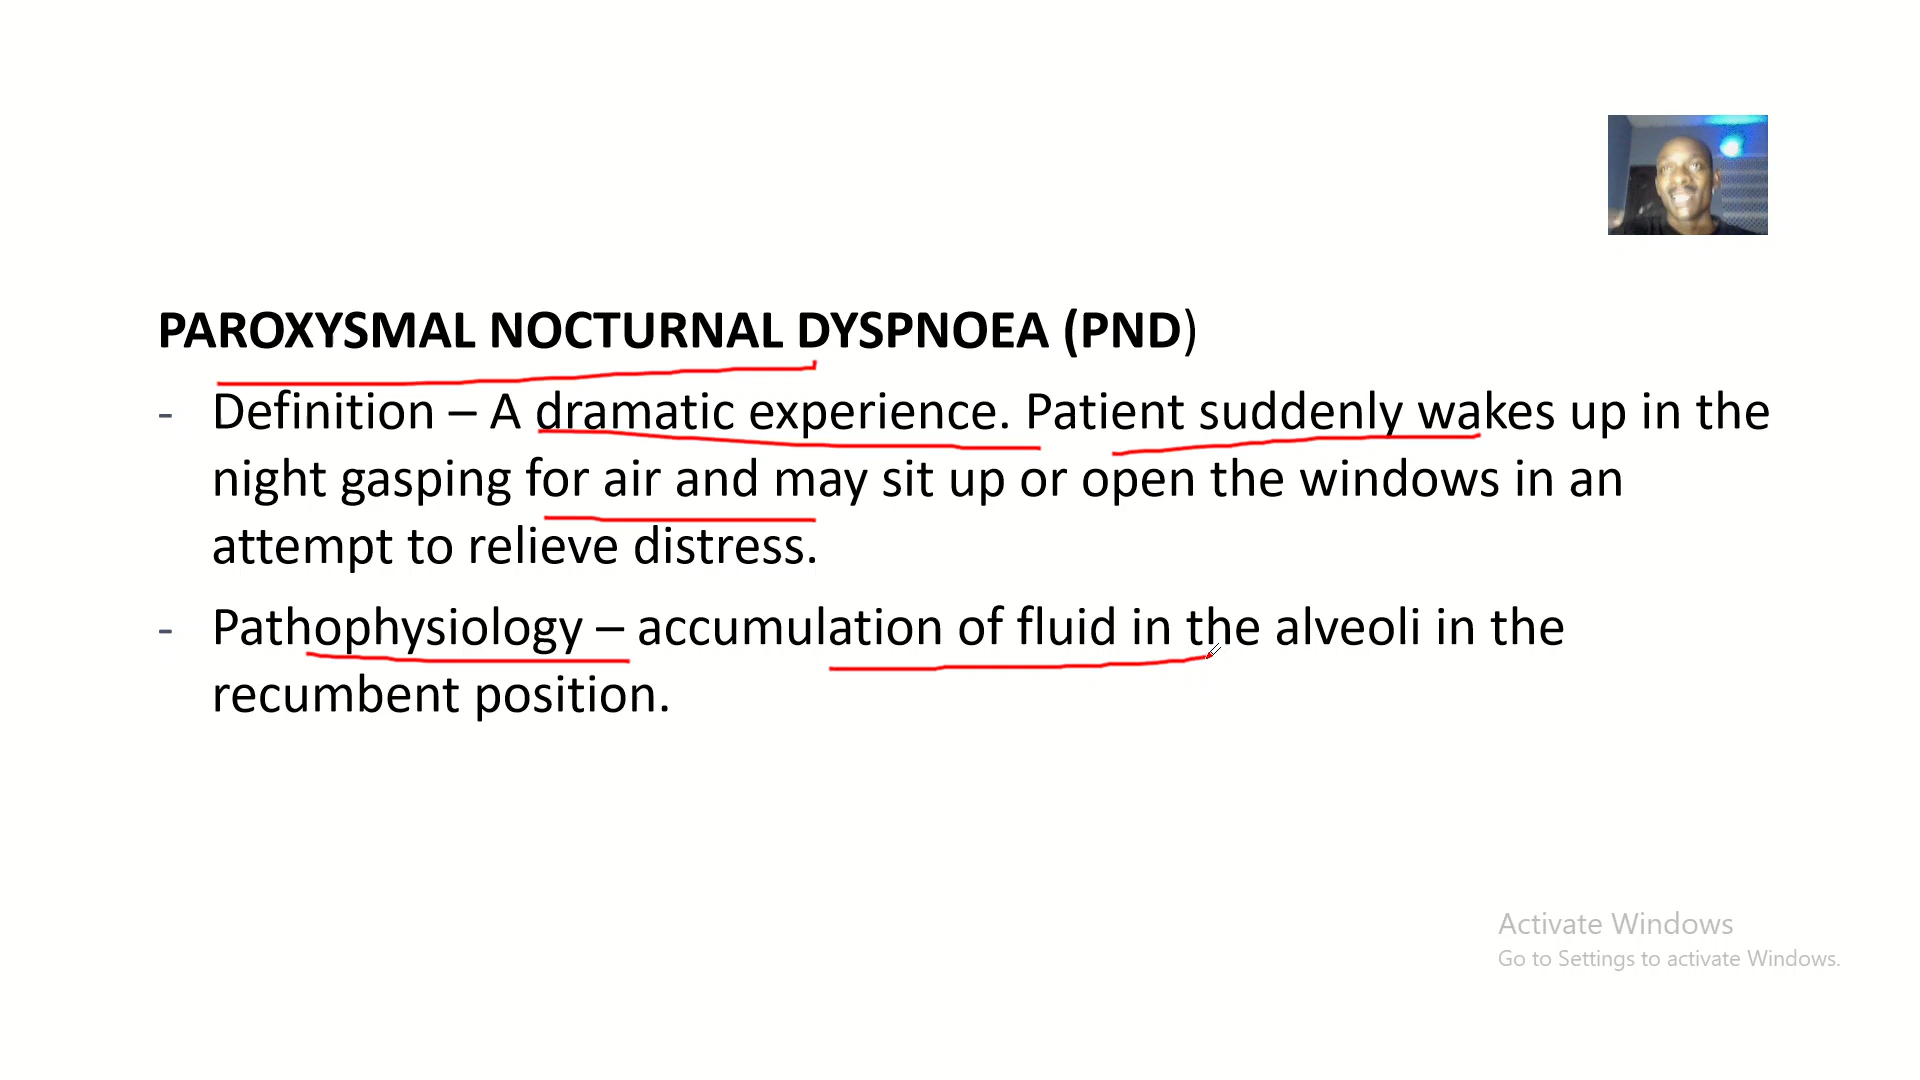 PAROXYSMAL NOCTURNAL DYSPNOEA (PND)
- Definition – A dramatic experience. Patient suddenly wakes up in the
night gasping for air and may sit up or open the windows in an
attempt to relieve distress.
- Pathophysiology – accumulation of fluid in the alveoli in the
recumbent position.
Activate Windows
Go to Settings to activate Windows.